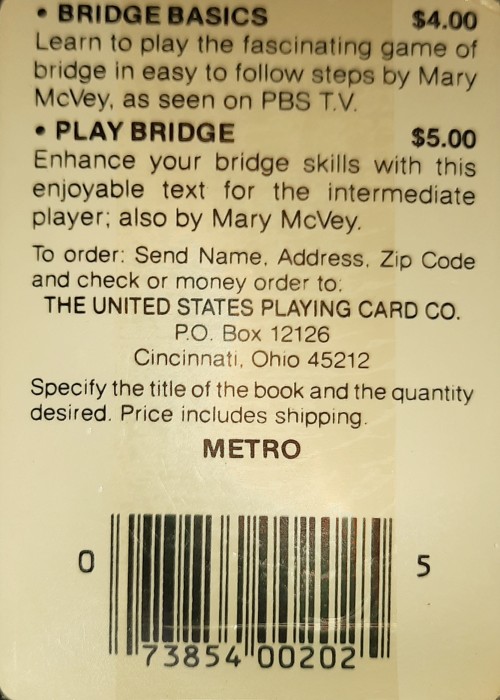 • BRIDGE BASICS $4.00
Learn to play the fascinating game of
bridge in easy to follow steps by Mary
McVey, as seen on PBS T.V.
• PLAY BRIDGE $5.00
Enhance your bridge skills with this
enjoyable text for the intermediate
player; also by Mary McVey.
To order: Send Name, Address, Zip Code
and check or money order to:
THE UNITED STATES PLAYING CARD CO.
P.O. Box 12126
Cincinnati, Ohio 45212
Specify the title of the book and the quantity
desired. Price includes shipping.
METRO
0 73854 00202 5